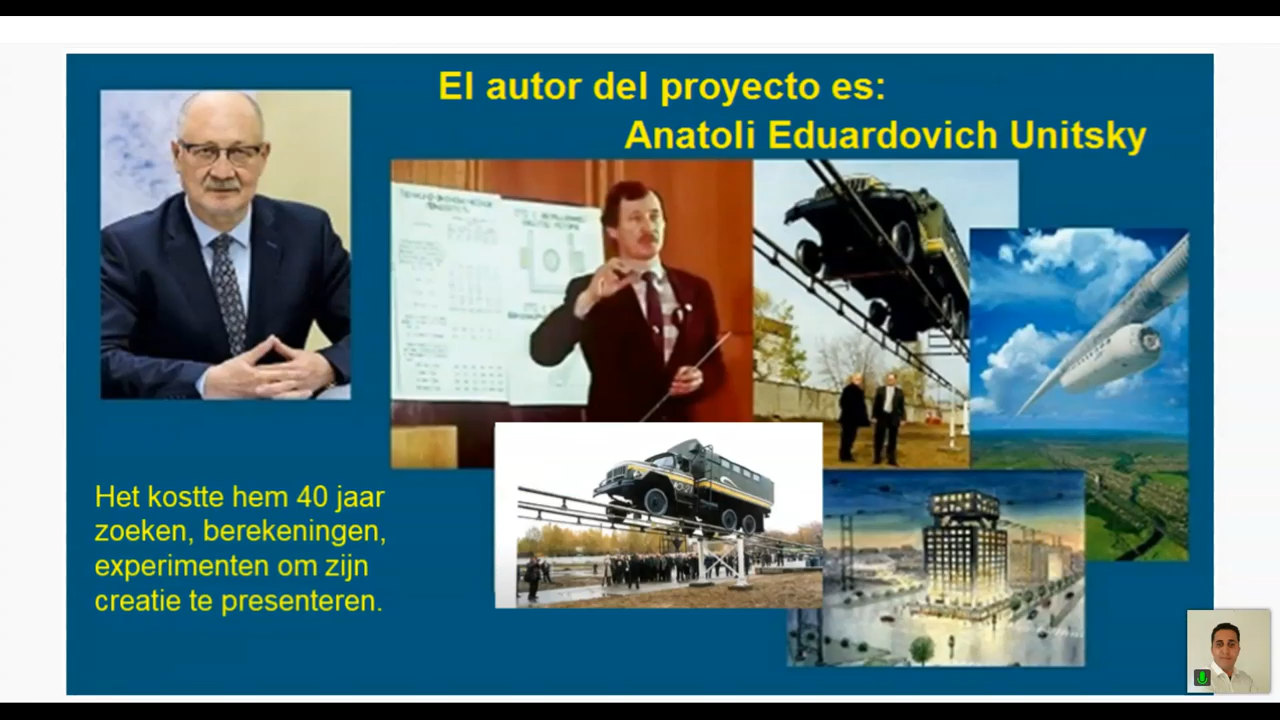 El autor del proyecto es:
Anatoli Eduardovich Unitsky
Het kostte hem 40 jaar
zoeken, berekeningen,
experimenten om zijn
creatie te presenteren.